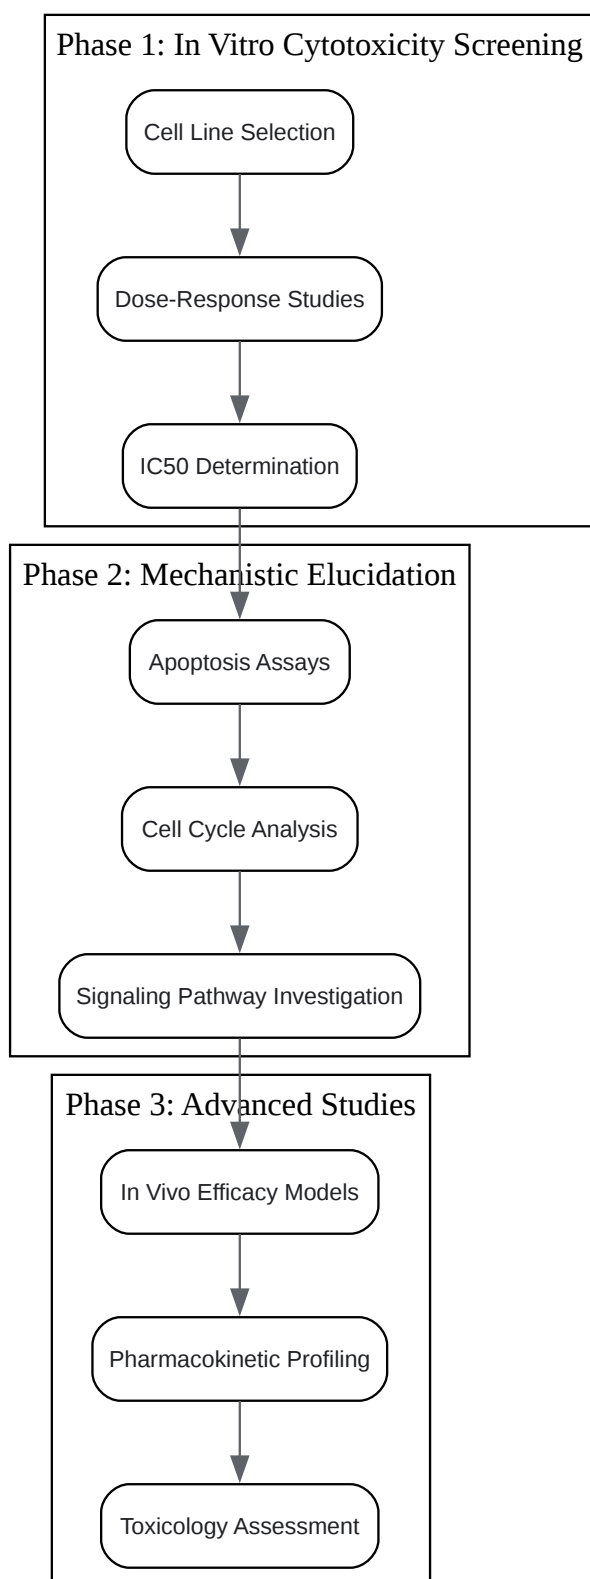 Phase 1: In Vitro Cytotoxicity Screening
Cell Line Selection
Dose-Response Studies
IC50 Determination
Phase 2: Mechanistic Elucidation
Apoptosis Assays
Cell Cycle Analysis
Signaling Pathway Investigation
Phase 3: Advanced Studies
In Vivo Efficacy Models
Pharmacokinetic Profiling
Toxicology Assessment